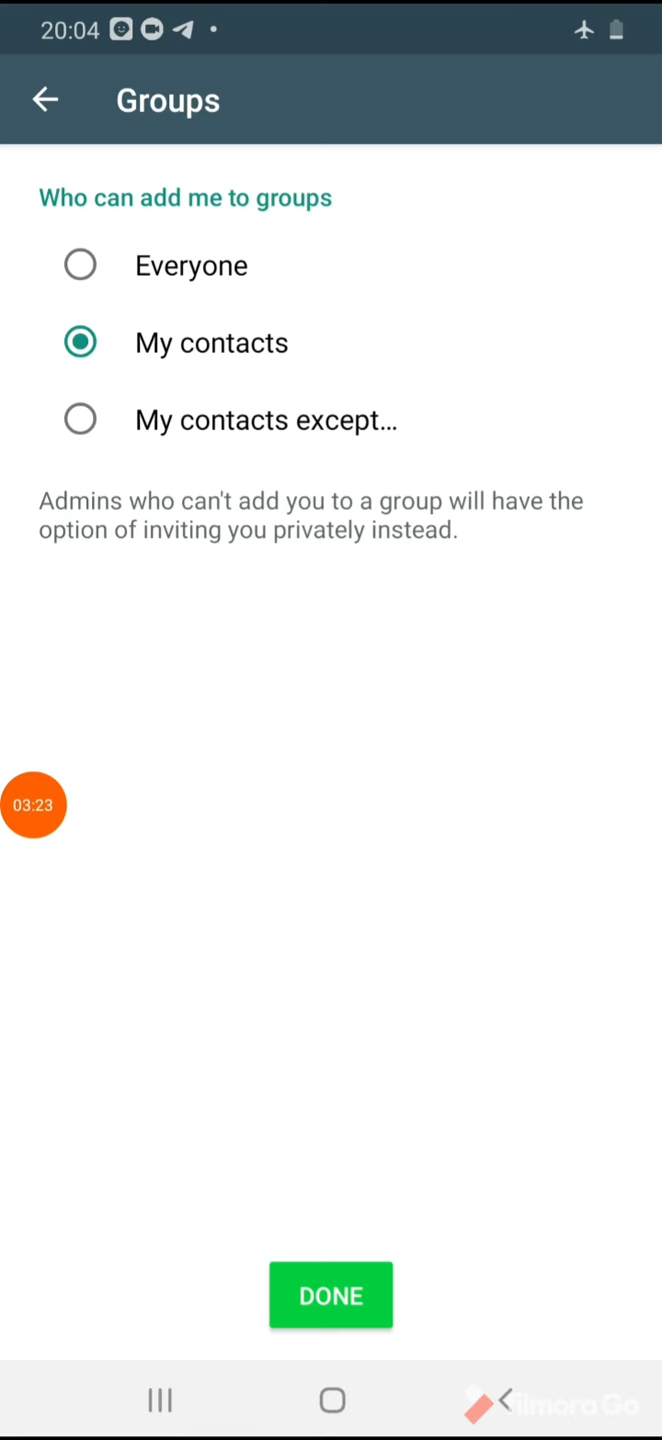 20:04
Groups
Who can add me to groups
Everyone
My contacts
My contacts except...
Admins who can't add you to a group will have the
option of inviting you privately instead.
03:23
DONE
filmoraGo